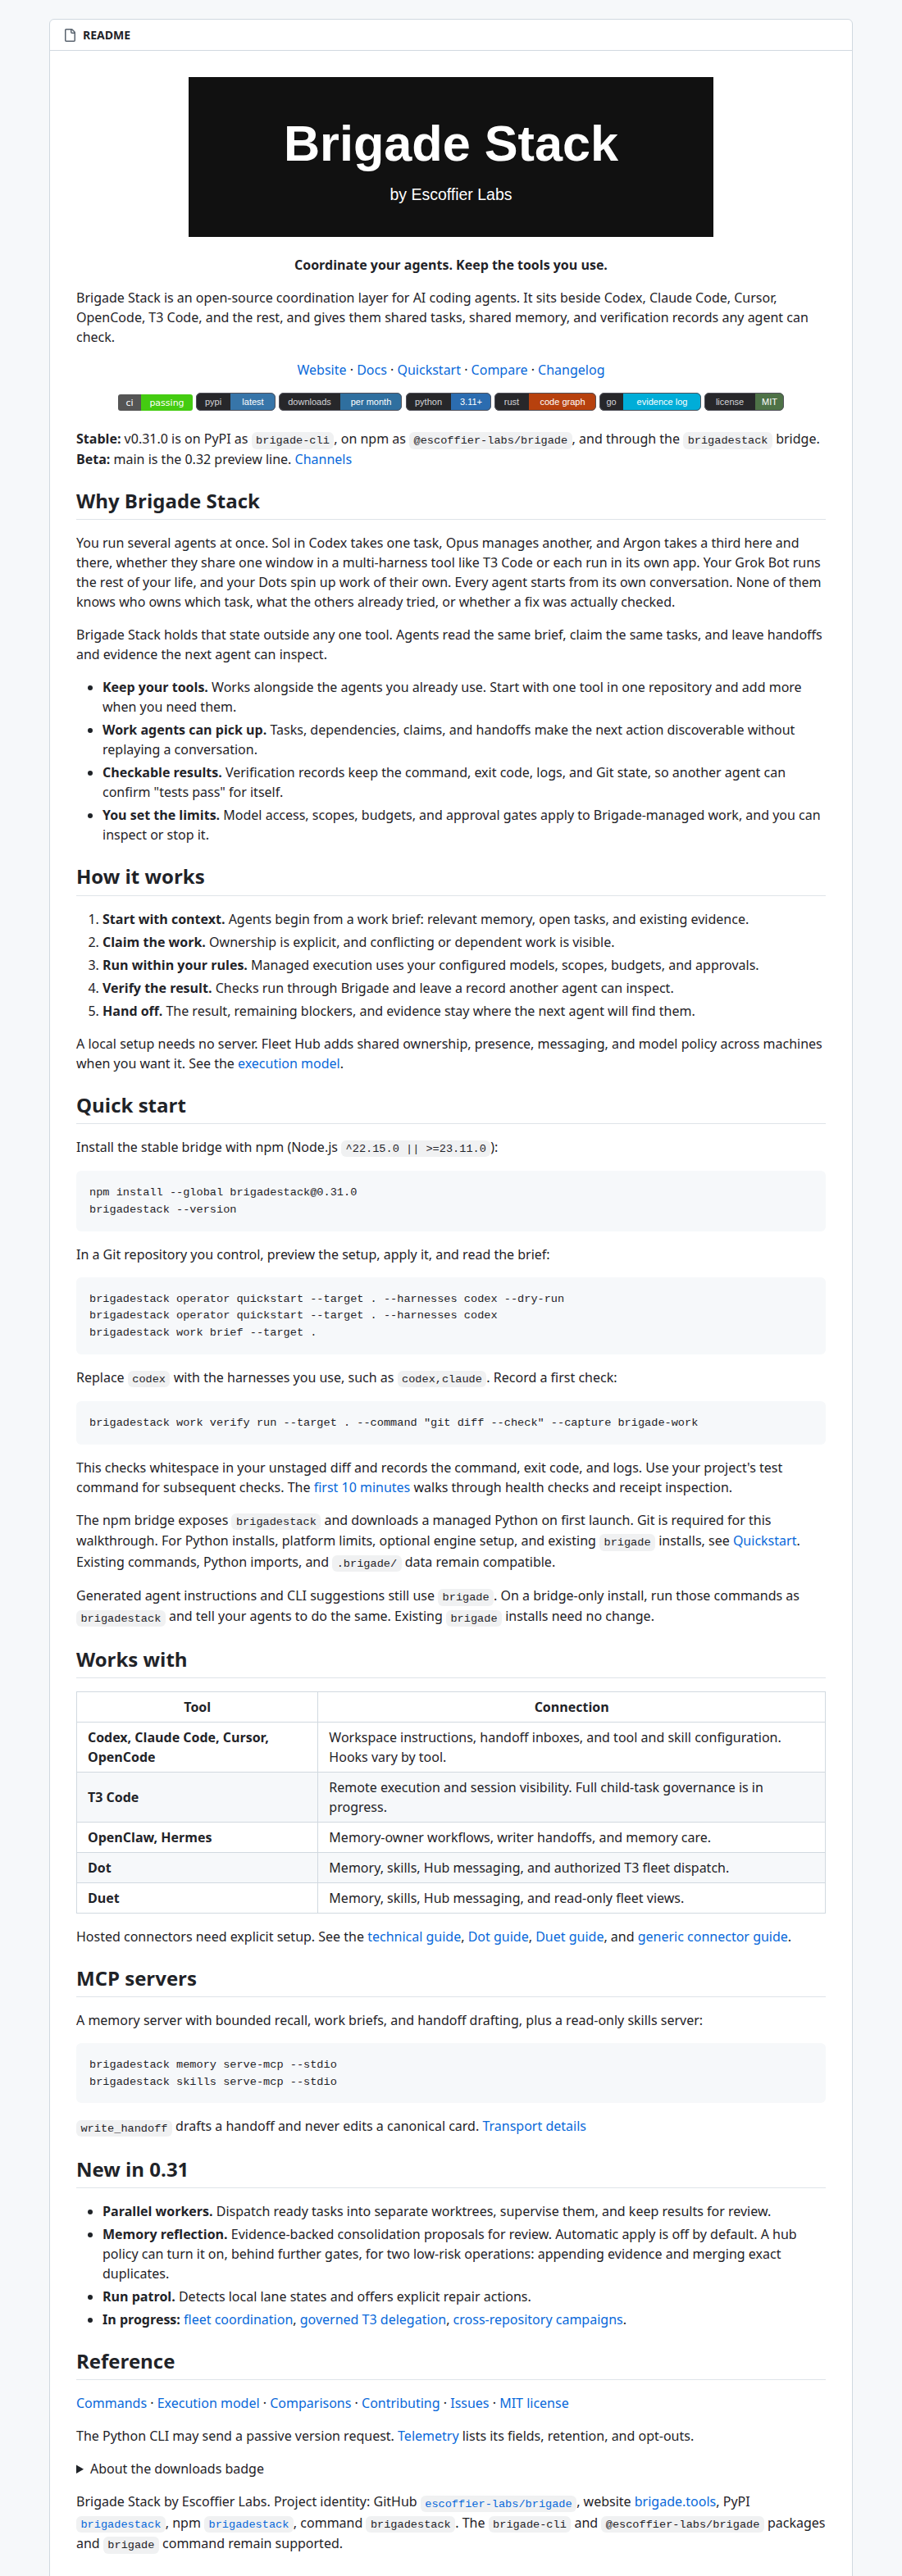 README
Brigade Stack
by Escoffier Labs
Coordinate your agents. Keep the tools you use.
Brigade Stack is an open-source coordination layer for AI coding agents. It sits beside Codex, Claude Code, Cursor,
OpenCode, T3 Code, and the rest, and gives them shared tasks, shared memory, and verification records any agent can
check.
Website · Docs · Quickstart · Compare · Changelog
ci passing pypi latest downloads per month python 3.11+ rust code graph go evidence log license MIT
Stable: v0.31.0 is on PyPI as brigade-cli, on npm as @escoffier-labs/brigade, and through the brigadestack bridge.
Beta: main is the 0.32 preview line. Channels
Why Brigade Stack
You run several agents at once. Sol in Codex takes one task, Opus manages another, and Argon takes a third here and
there, whether they share one window in a multi-harness tool like T3 Code or each run in its own app. Your Grok Bot runs
the rest of your life, and your Dots spin up work of their own. Every agent starts from its own conversation. None of them
knows who owns which task, what the others already tried, or whether a fix was actually checked.
Brigade Stack holds that state outside any one tool. Agents read the same brief, claim the same tasks, and leave handoffs
and evidence the next agent can inspect.
• Keep your tools. Works alongside the agents you already use. Start with one tool in one repository and add more
when you need them.
• Work agents can pick up. Tasks, dependencies, claims, and handoffs make the next action discoverable without
replaying a conversation.
• Checkable results. Verification records keep the command, exit code, logs, and Git state, so another agent can
confirm "tests pass" for itself.
• You set the limits. Model access, scopes, budgets, and approval gates apply to Brigade-managed work, and you can
inspect or stop it.
How it works
1. Start with context. Agents begin from a work brief: relevant memory, open tasks, and existing evidence.
2. Claim the work. Ownership is explicit, and conflicting or dependent work is visible.
3. Run within your rules. Managed execution uses your configured models, scopes, budgets, and approvals.
4. Verify the result. Checks run through Brigade and leave a record another agent can inspect.
5. Hand off. The result, remaining blockers, and evidence stay where the next agent will find them.
A local setup needs no server. Fleet Hub adds shared ownership, presence, messaging, and model policy across machines
when you want it. See the execution model.
Quick start
Install the stable bridge with npm (Node.js ^22.15.0 || >=23.11.0):
npm install --global brigadestack@0.31.0
brigadestack --version
In a Git repository you control, preview the setup, apply it, and read the brief:
brigadestack operator quickstart --target . --harnesses codex --dry-run
brigadestack operator quickstart --target . --harnesses codex
brigadestack work brief --target .
Replace codex with the harnesses you use, such as codex,claude. Record a first check:
brigadestack work verify run --target . --command "git diff --check" --capture brigade-work
This checks whitespace in your unstaged diff and records the command, exit code, and logs. Use your project's test
command for subsequent checks. The first 10 minutes walks through health checks and receipt inspection.
The npm bridge exposes brigadestack and downloads a managed Python on first launch. Git is required for this
walkthrough. For Python installs, platform limits, optional engine setup, and existing brigade installs, see Quickstart.
Existing commands, Python imports, and .brigade/ data remain compatible.
Generated agent instructions and CLI suggestions still use brigade. On a bridge-only install, run those commands as
brigadestack and tell your agents to do the same. Existing brigade installs need no change.
Works with
Tool Connection
Codex, Claude Code, Cursor, OpenCode Workspace instructions, handoff inboxes, and tool and skill configuration. Hooks vary by tool.
T3 Code Remote execution and session visibility. Full child-task governance is in progress.
OpenClaw, Hermes Memory-owner workflows, writer handoffs, and memory care.
Dot Memory, skills, Hub messaging, and authorized T3 fleet dispatch.
Duet Memory, skills, Hub messaging, and read-only fleet views.
Hosted connectors need explicit setup. See the technical guide, Dot guide, Duet guide, and generic connector guide.
MCP servers
A memory server with bounded recall, work briefs, and handoff drafting, plus a read-only skills server:
brigadestack memory serve-mcp --stdio
brigadestack skills serve-mcp --stdio
write_handoff drafts a handoff and never edits a canonical card. Transport details
New in 0.31
• Parallel workers. Dispatch ready tasks into separate worktrees, supervise them, and keep results for review.
• Memory reflection. Evidence-backed consolidation proposals for review. Automatic apply is off by default. A hub
policy can turn it on, behind further gates, for two low-risk operations: appending evidence and merging exact
duplicates.
• Run patrol. Detects local lane states and offers explicit repair actions.
• In progress: fleet coordination, governed T3 delegation, cross-repository campaigns.
Reference
Commands · Execution model · Comparisons · Contributing · Issues · MIT license
The Python CLI may send a passive version request. Telemetry lists its fields, retention, and opt-outs.
▶ About the downloads badge
Brigade Stack by Escoffier Labs. Project identity: GitHub escoffier-labs/brigade, website brigade.tools, PyPI
brigadestack, npm brigadestack, command brigadestack. The brigade-cli and @escoffier-labs/brigade packages
and brigade command remain supported.